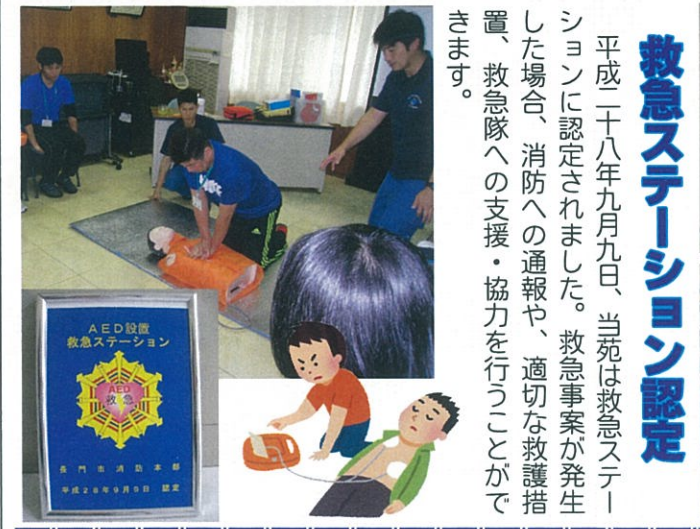 救急ステーション認定
平成二十八年九月九日、当苑は救急ステー
ションに認定されました。救急事案が発生
した場合、消防への通報や、適切な救護措
置、救急隊への支援・協力を行うことがで
きます。
AED設置
救急ステーション
AED
救急
長門市消防本部
平成28年9月9日 認定